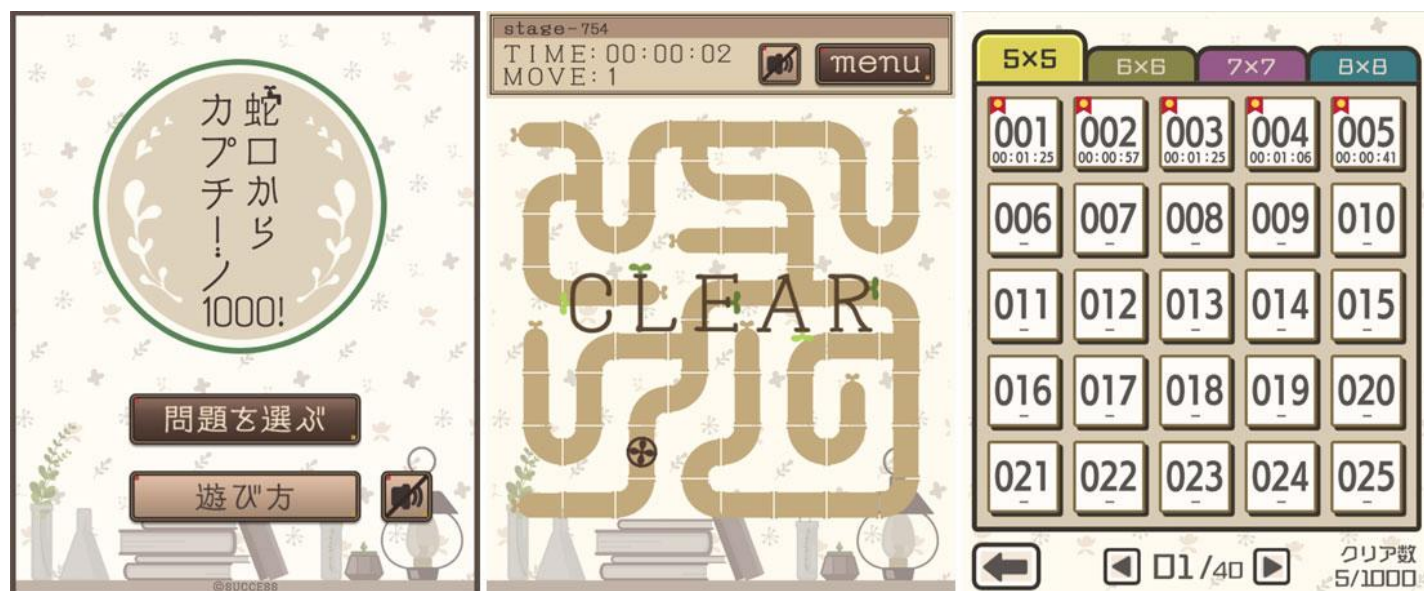 蛇口から
カプチーノ
1000!
問題を選ぶ
遊び方
©SUCCESS
stage-754
TIME:00:00:02
MOVE:1
menu
CLEAR
5×5 6×6 7×7 8×8
001 002 003 004 005
00:01:25 00:00:57 00:01:25 00:01:06 00:00:41
006 007 008 009 010
– – – – –
011 012 013 014 015
– – – – –
016 017 018 019 020
– – – – –
021 022 023 024 025
– – – – –
01/40
クリア数
5/1000